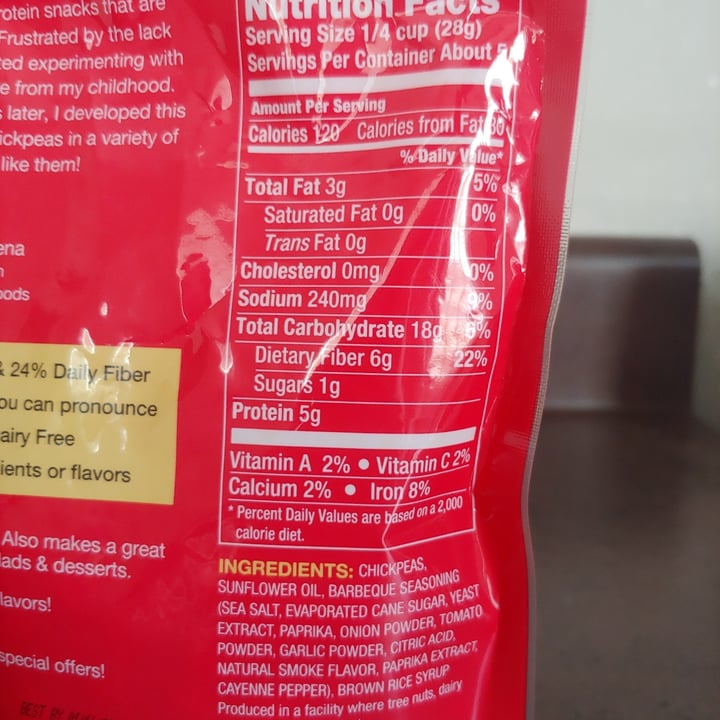 rotein snacks that are
Frustrated by the lack
ted experimenting with
e from my childhood.
s later, I developed this
ickpeas in a variety of
like them!
ena
n
oods
& 24% Daily Fiber
ou can pronounce
airy Free
ients or flavors
Also makes a great
lads & desserts.
lavors!
special offers!
BEST BY
Nutrition Facts
Serving Size 1/4 cup (28g)
Servings Per Container About
Amount Per Serving
Calories 120 Calories from Fat 30
% Daily Value*
Total Fat 3g 5%
Saturated Fat 0g 0%
Trans Fat 0g
Cholesterol 0mg 0%
Sodium 240mg 9%
Total Carbohydrate 18g 6%
Dietary Fiber 6g 22%
Sugars 1g
Protein 5g
Vitamin A 2% • Vitamin C 2%
Calcium 2% • Iron 8%
* Percent Daily Values are based on a 2,000
calorie diet.
INGREDIENTS: CHICKPEAS,
SUNFLOWER OIL, BARBEQUE SEASONING
(SEA SALT, EVAPORATED CANE SUGAR, YEAST
EXTRACT, PAPRIKA, ONION POWDER, TOMATO
POWDER, GARLIC POWDER, CITRIC ACID,
NATURAL SMOKE FLAVOR, PAPRIKA EXTRACT,
CAYENNE PEPPER), BROWN RICE SYRUP
Produced in a facility where tree nuts, dairy